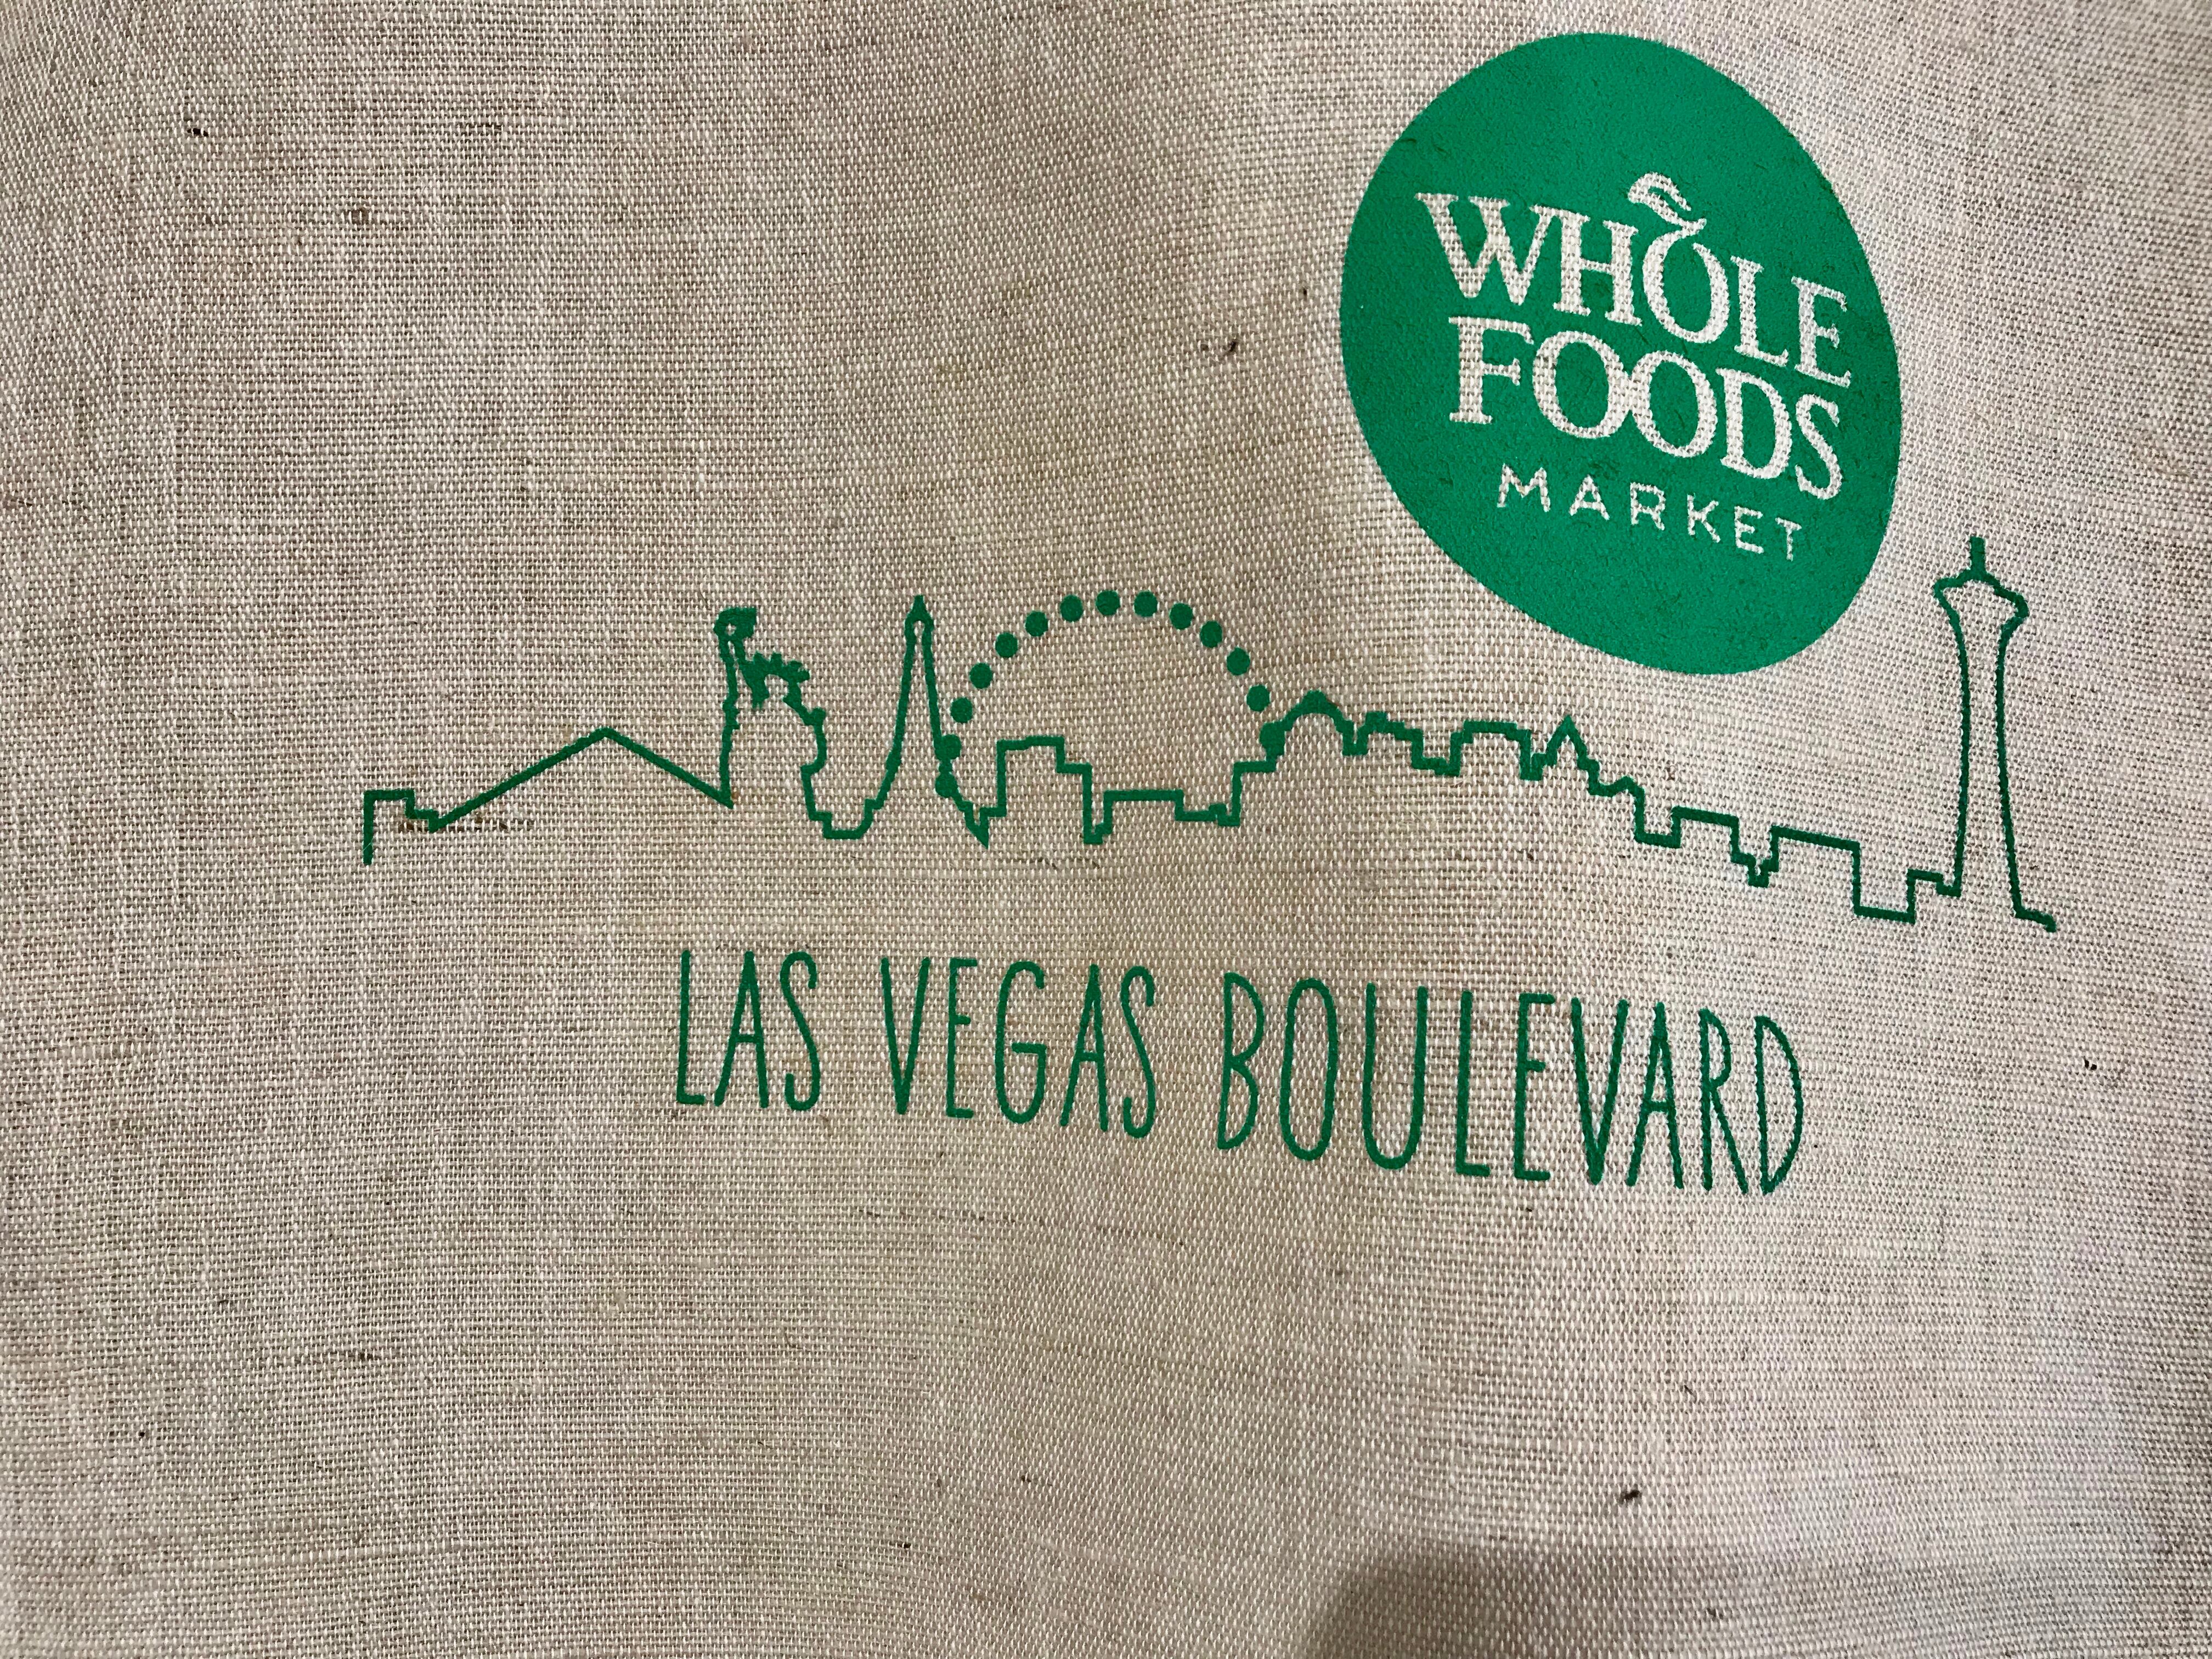 WHOLE
FOODS
MARKET
LAS VEGAS BOULEVARD